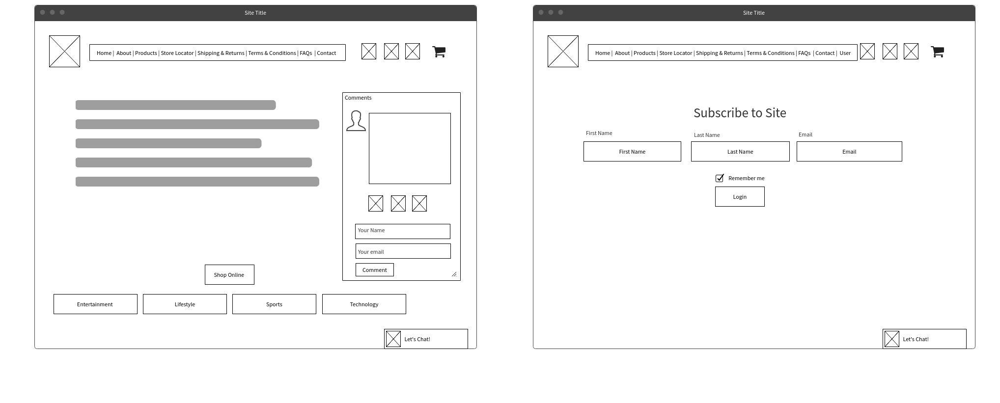 Site Title
Home | About | Products | Store Locator | Shipping & Returns | Terms & Conditions | FAQs | Contact
Comments
Your Name
Your email
Comment
Shop Online
Entertainment
Lifestyle
Sports
Technology
Let's Chat!
Site Title
Home | About | Products | Store Locator | Shipping & Returns | Terms & Conditions | FAQs | Contact | User
Subscribe to Site
First Name
Last Name
Email
First Name
Last Name
Email
Remember me
Login
Let's Chat!